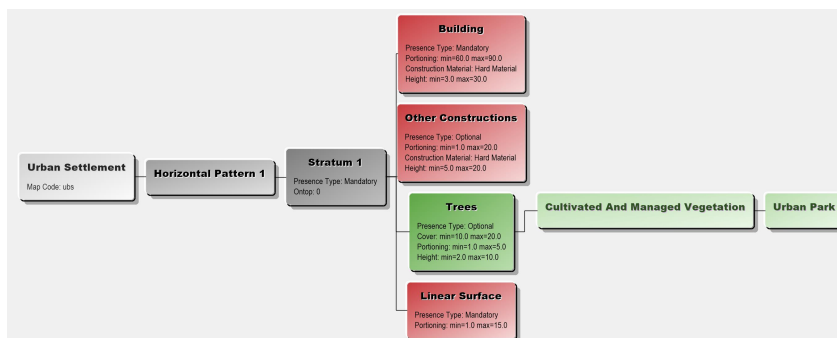 Building
Presence Type: Mandatory
Portioning: min=60.0 max=90.0
Construction Material: Hard Material
Height: min=3.0 max=30.0
Other Constructions
Presence Type: Optional
Portioning: min=1.0 max=20.0
Construction Material: Hard Material
Height: min=5.0 max=20.0
Urban Settlement
Map Code: ubs
Horizontal Pattern 1
Stratum 1
Presence Type: Mandatory
Ontop: 0
Trees
Presence Type: Optional
Cover: min=10.0 max=20.0
Portioning: min=1.0 max=5.0
Height: min=2.0 max=10.0
Cultivated And Managed Vegetation
Urban Park
Linear Surface
Presence Type: Mandatory
Portioning: min=1.0 max=15.0